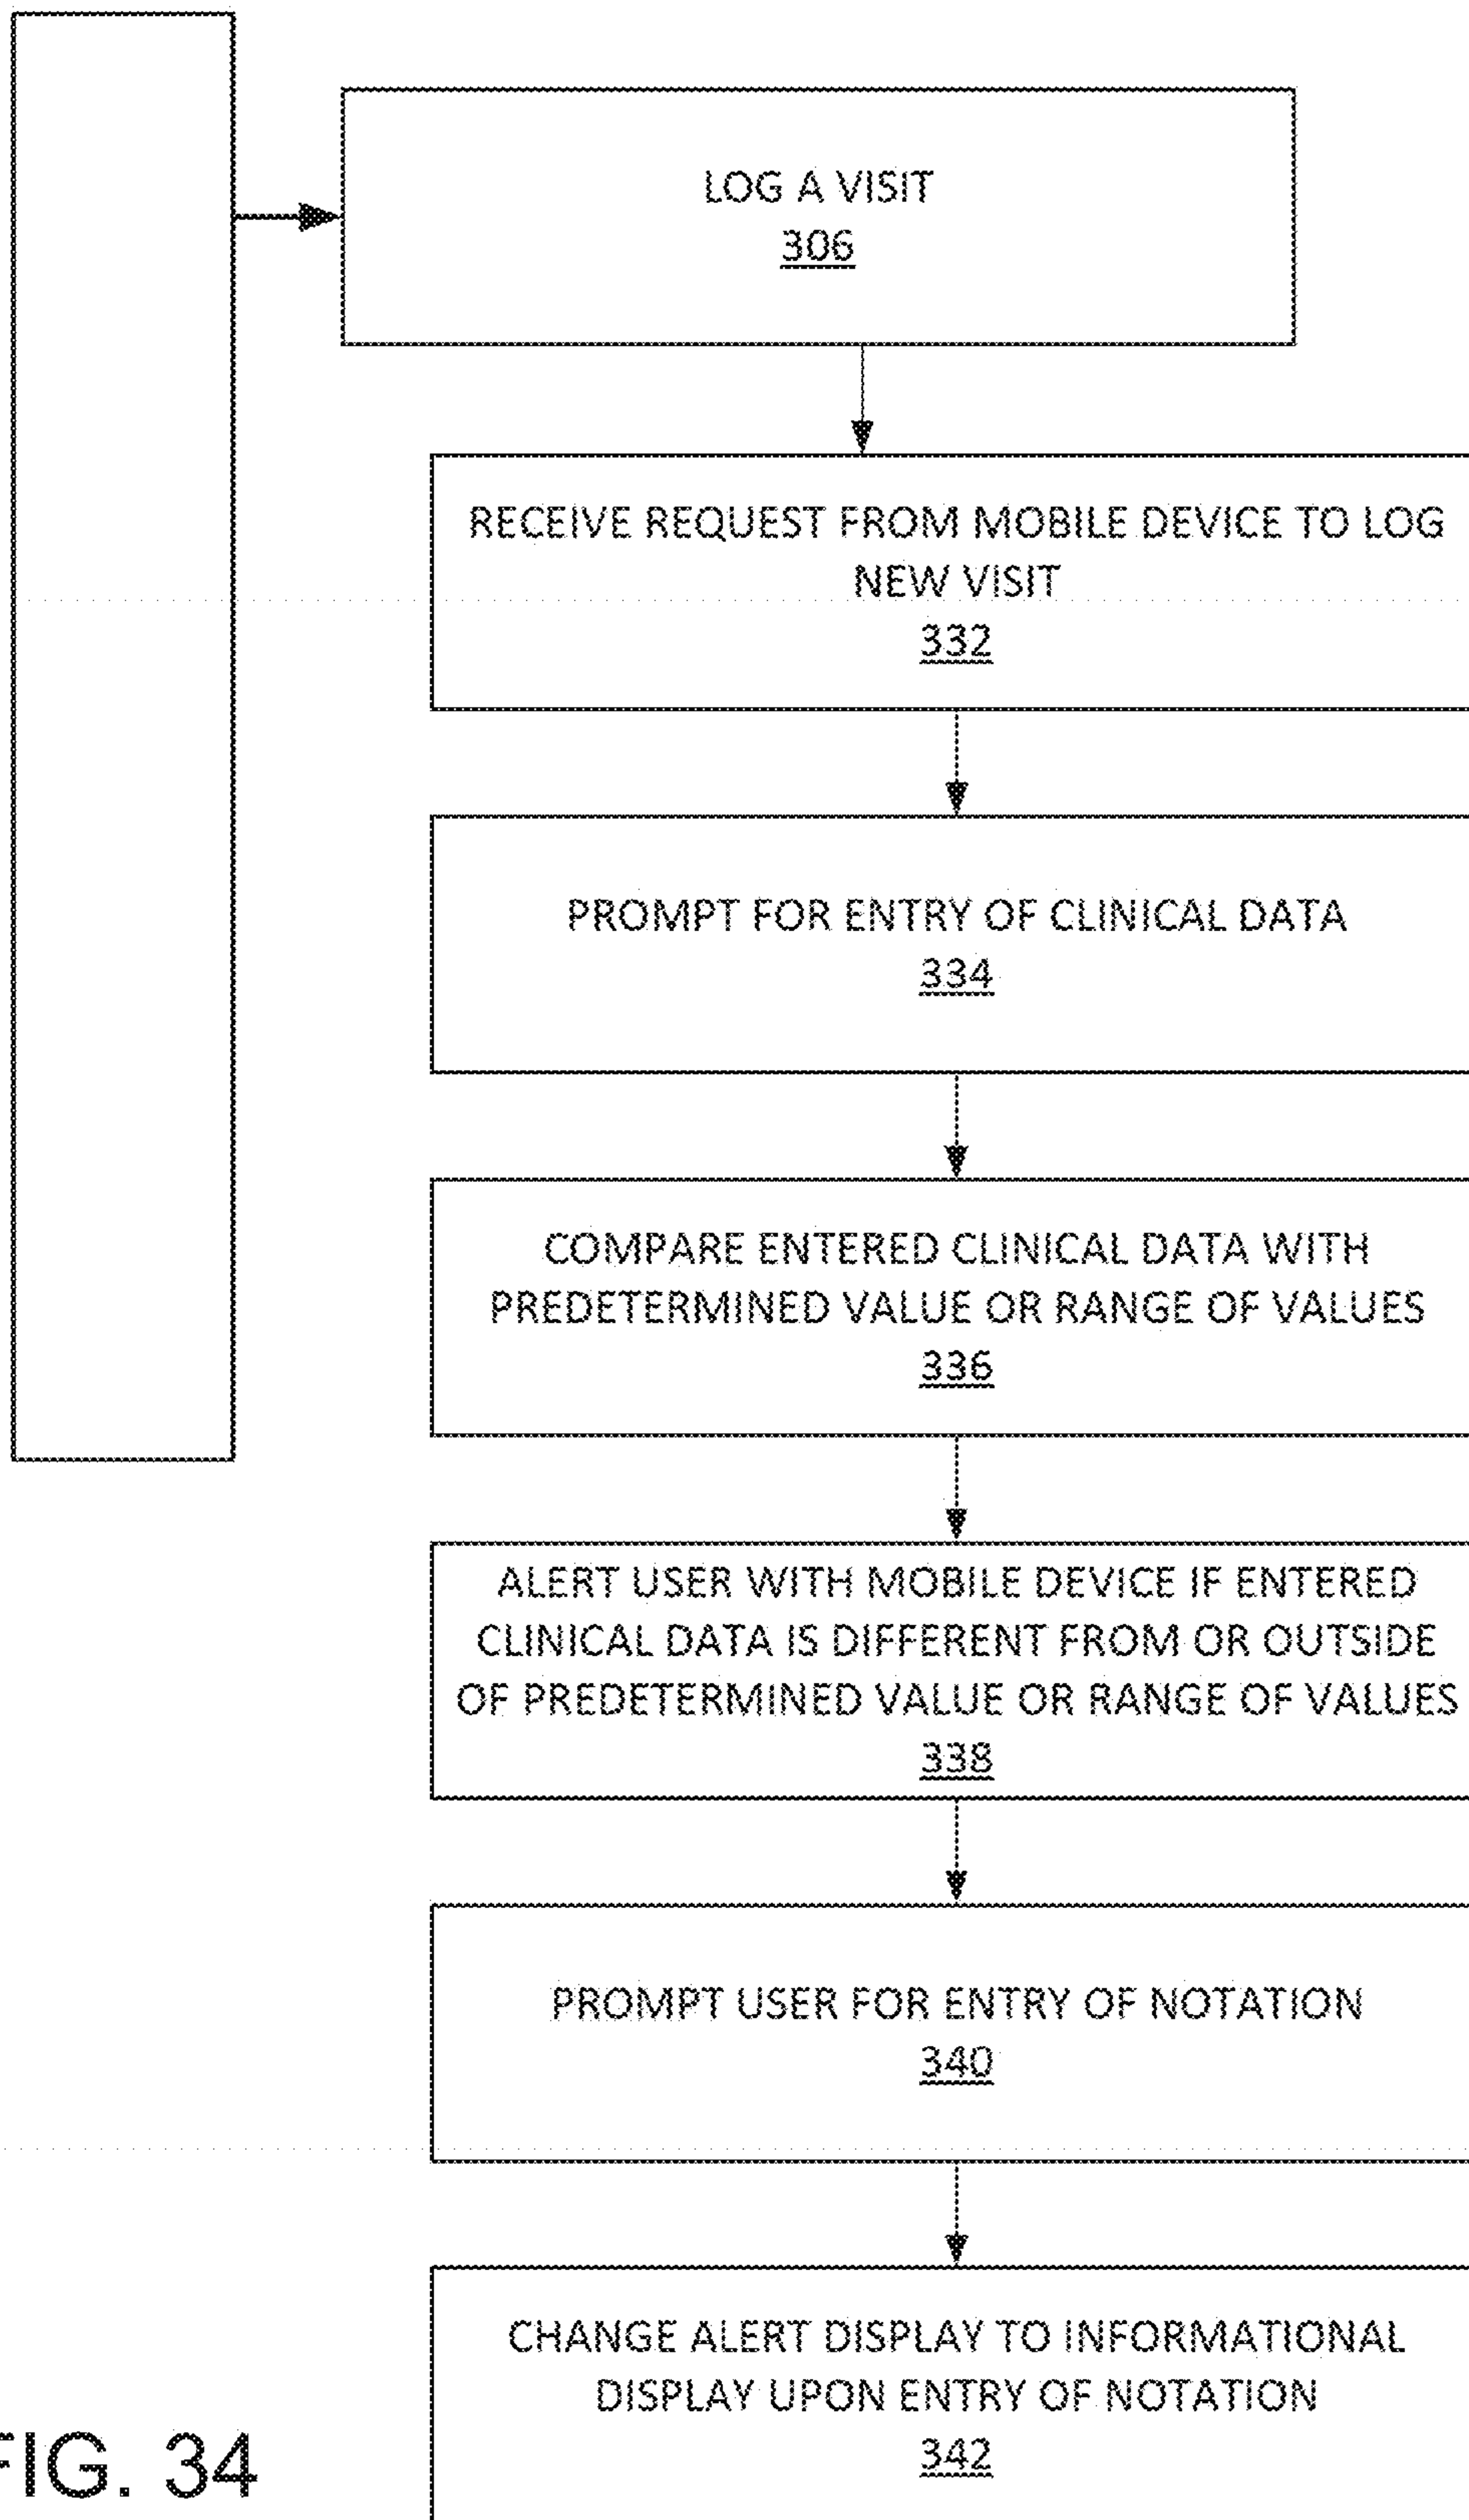 LOG A VISIT
306
RECEIVE REQUEST FROM MOBILE DEVICE TO LOG
NEW VISIT
332
PROMPT FOR ENTRY OF CLINICAL DATA
334
COMPARE ENTERED CLINICAL DATA WITH
PREDETERMINED VALUE OR RANGE OF VALUES
336
ALERT USER WITH MOBILE DEVICE IF ENTERED
CLINICAL DATA IS DIFFERENT FROM OR OUTSIDE
OF PREDETERMINED VALUE OR RANGE OF VALUES
338
PROMPT USER FOR ENTRY OF NOTATION
340
CHANGE ALERT DISPLAY TO INFORMATIONAL
DISPLAY UPON ENTRY OF NOTATION
342
FIG. 34